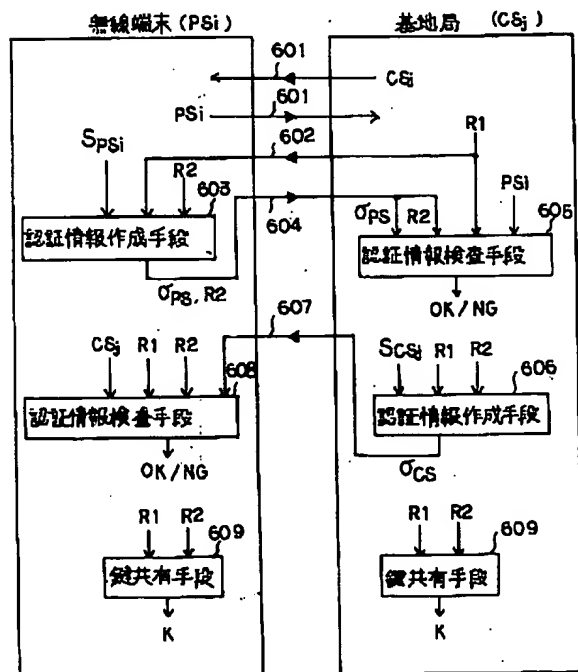 無線端末(PSi)
基地局 (CSj)
601
CSj
PSi
601
602
R1
SPSi
R2
603
604
σPS
R2
PSi
605
認証情報作成手段
認証情報検査手段
σPS, R2
OK/NG
607
CSj
R1
R2
608
SCSj
R1
R2
606
認証情報検査手段
認証情報作成手段
OK/NG
σCS
R1
R2
609
R1
R2
609
鍵共有手段
鍵共有手段
K
K